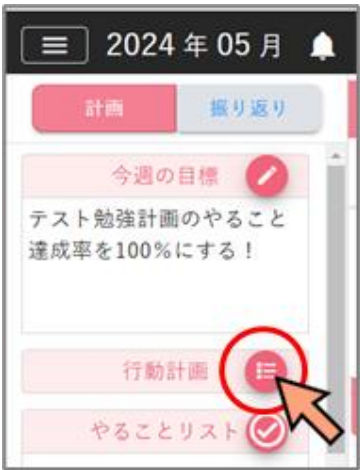 2024 年 05 月
計画 振り返り
今週の目標
テスト勉強計画のやること
達成率を100%にする！
行動計画
やることリスト